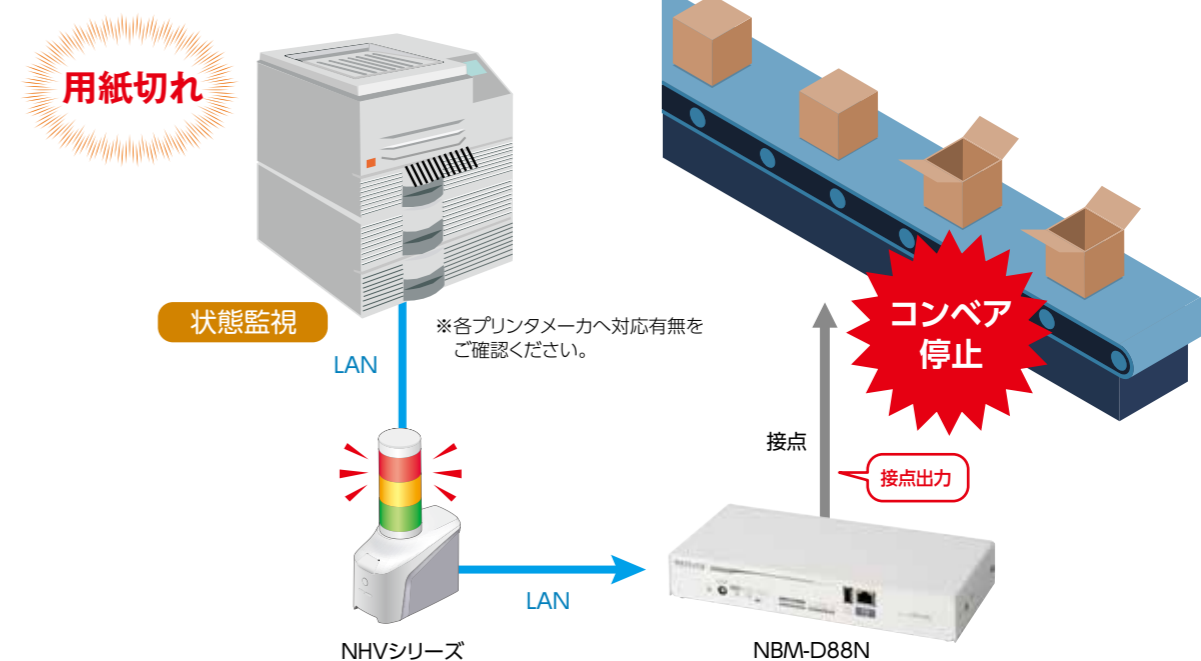 用紙切れ
状態監視
LAN
※各プリンタメーカへ対応有無を
ご確認ください。
コンベア
停止
接点
接点出力
LAN
NHVシリーズ
NBM-D88N